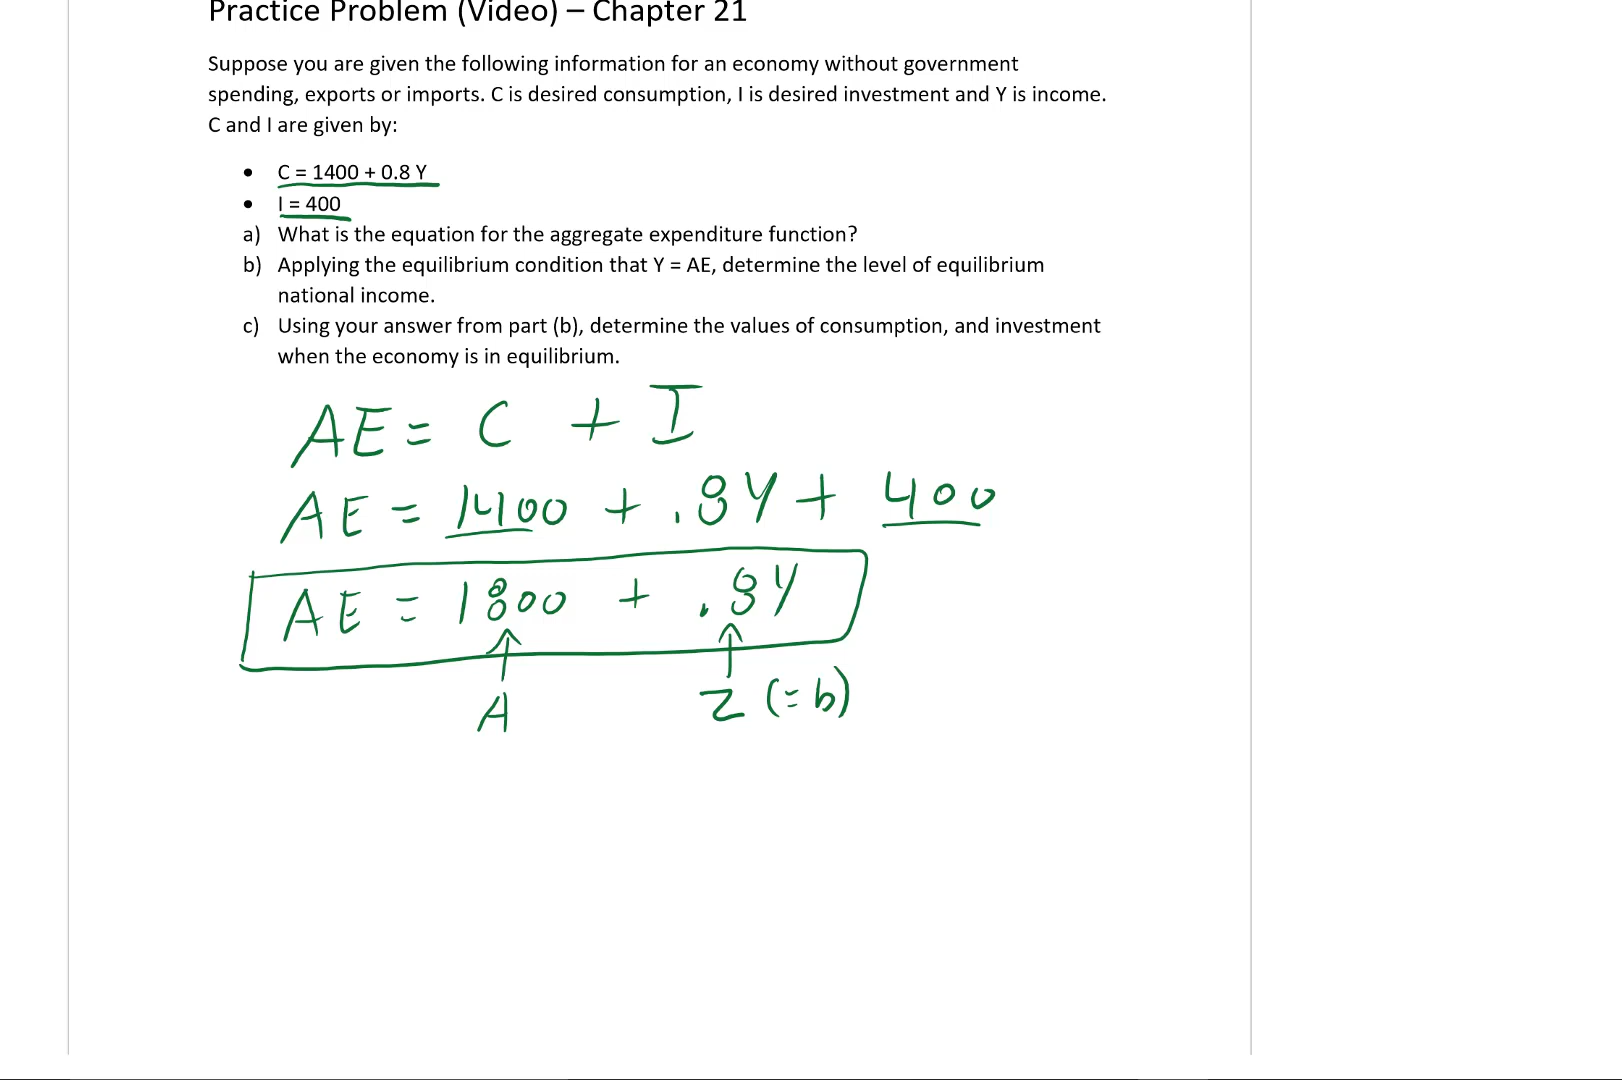 Practice Problem (Video) – Chapter 21
Suppose you are given the following information for an economy without government
spending, exports or imports. C is desired consumption, I is desired investment and Y is income.
C and I are given by:
• C = 1400 + 0.8 Y
• I = 400
a) What is the equation for the aggregate expenditure function?
b) Applying the equilibrium condition that Y = AE, determine the level of equilibrium
national income.
c) Using your answer from part (b), determine the values of consumption, and investment
when the economy is in equilibrium.
AE = C + I
AE = 1400 + .8Y + 400
AE = 1800 + .8Y
↑ ↑
A Z (= b)